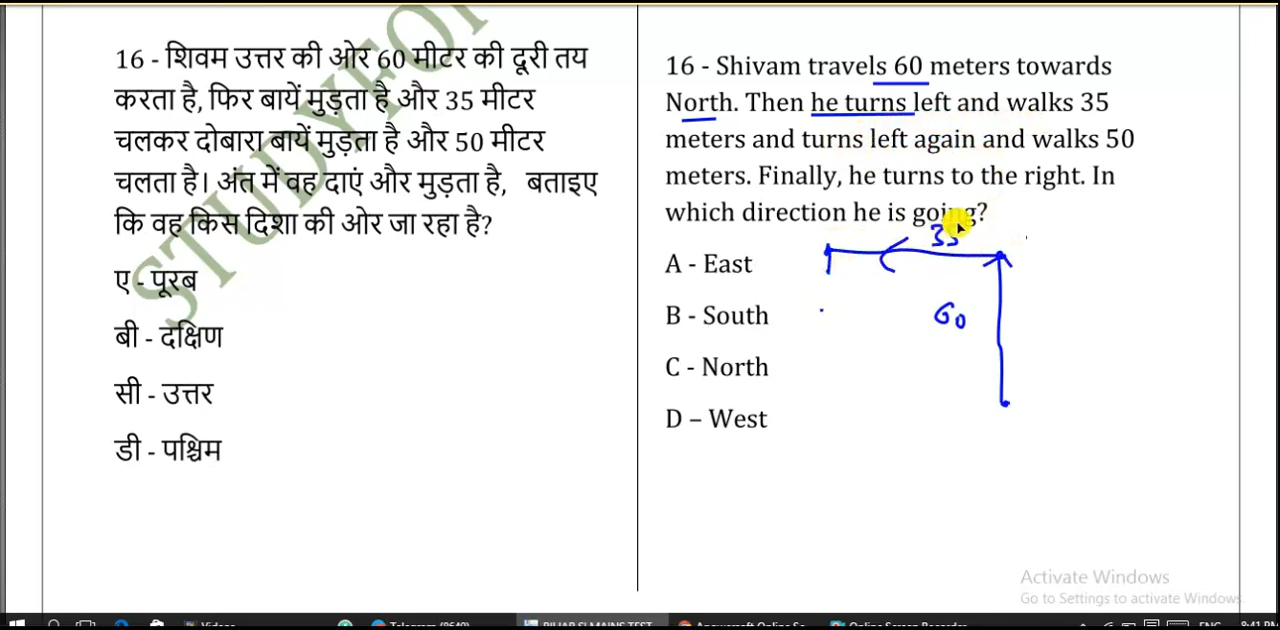 16 - शिवम उत्तर की ओर 60 मीटर की दूरी तय
करता है, फिर बायें मुड़ता है और 35 मीटर
चलकर दोबारा बायें मुड़ता है और 50 मीटर
चलता है। अंत में वह दाएं और मुड़ता है, बताइए
कि वह किस दिशा की ओर जा रहा है?
ए - पूरब
बी - दक्षिण
सी - उत्तर
डी - पश्चिम
16 - Shivam travels 60 meters towards
North. Then he turns left and walks 35
meters and turns left again and walks 50
meters. Finally, he turns to the right. In
which direction he is going?
35
A - East
B - South
60
C - North
D – West
Activate Windows
Go to Settings to activate Windows.